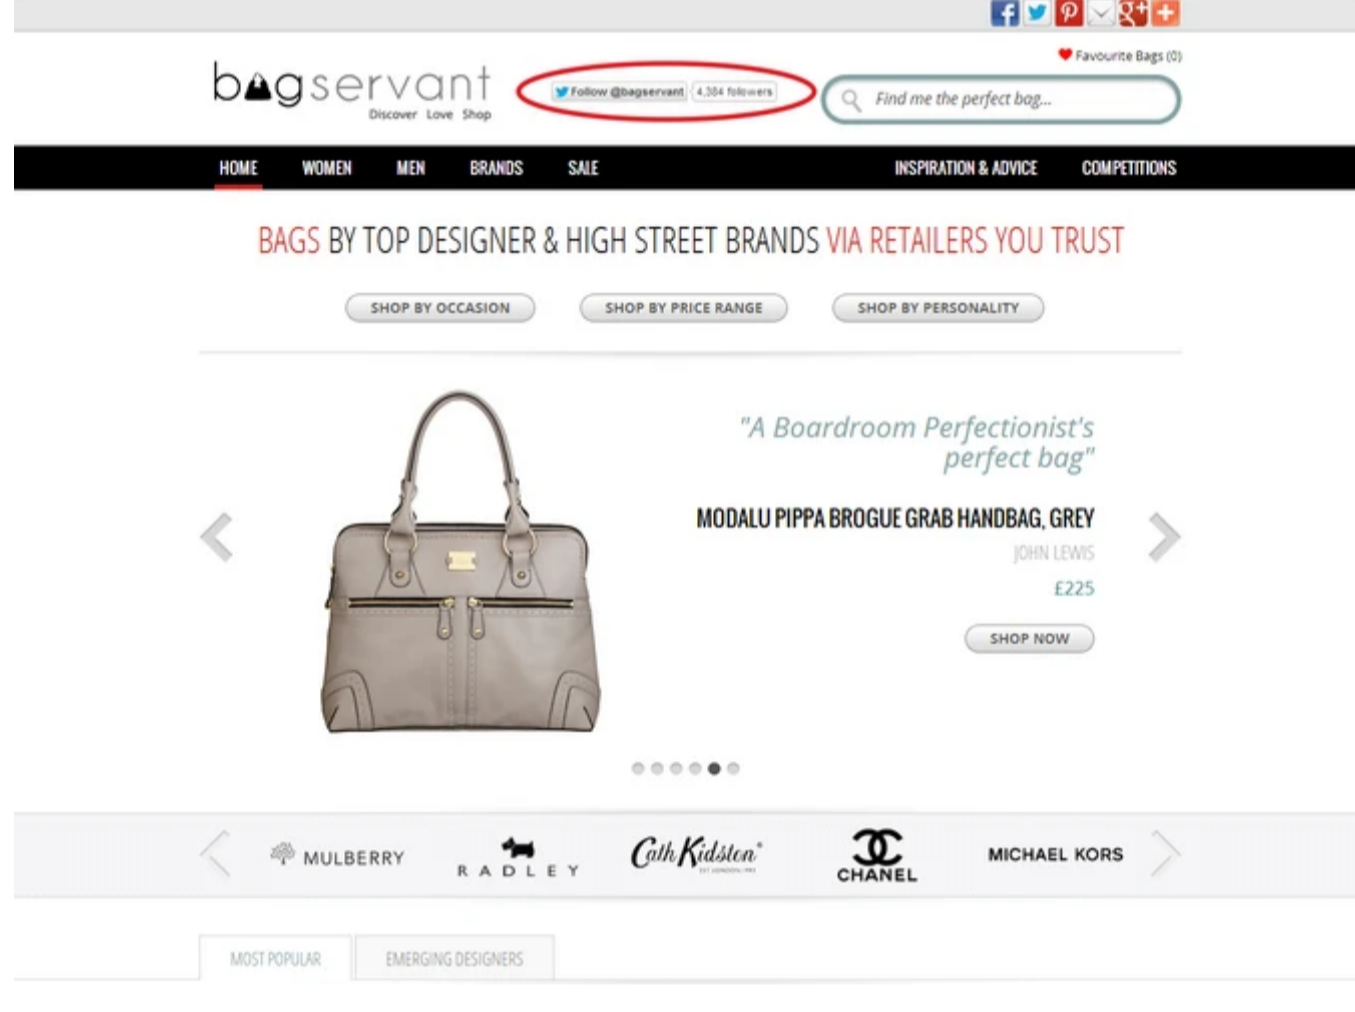 Favourite Bags (0)
bagservant
Discover Love Shop
Follow @bagservant 4,384 followers
Find me the perfect bag...
HOME WOMEN MEN BRANDS SALE INSPIRATION & ADVICE COMPETITIONS
BAGS BY TOP DESIGNER & HIGH STREET BRANDS VIA RETAILERS YOU TRUST
SHOP BY OCCASION SHOP BY PRICE RANGE SHOP BY PERSONALITY
"A Boardroom Perfectionist's
perfect bag"
MODALU PIPPA BROGUE GRAB HANDBAG, GREY
JOHN LEWIS
£225
SHOP NOW
MULBERRY RADLEY Cath Kidston CHANEL MICHAEL KORS
MOST POPULAR EMERGING DESIGNERS